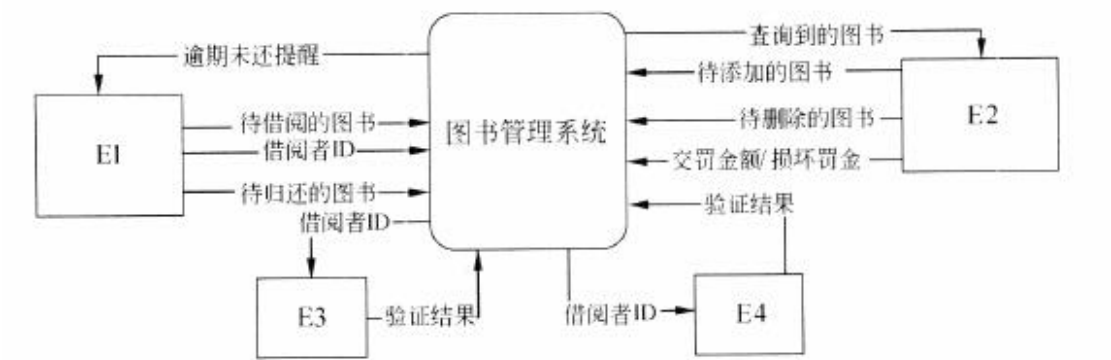 查询到的图书
逾期未还提醒
待添加的图书
E1
待借阅的图书
借阅者ID
待归还的图书
借阅者ID
图书管理系统
待删除的图书
E2
交罚金额/损坏罚金
验证结果
E3
验证结果
借阅者ID
E4